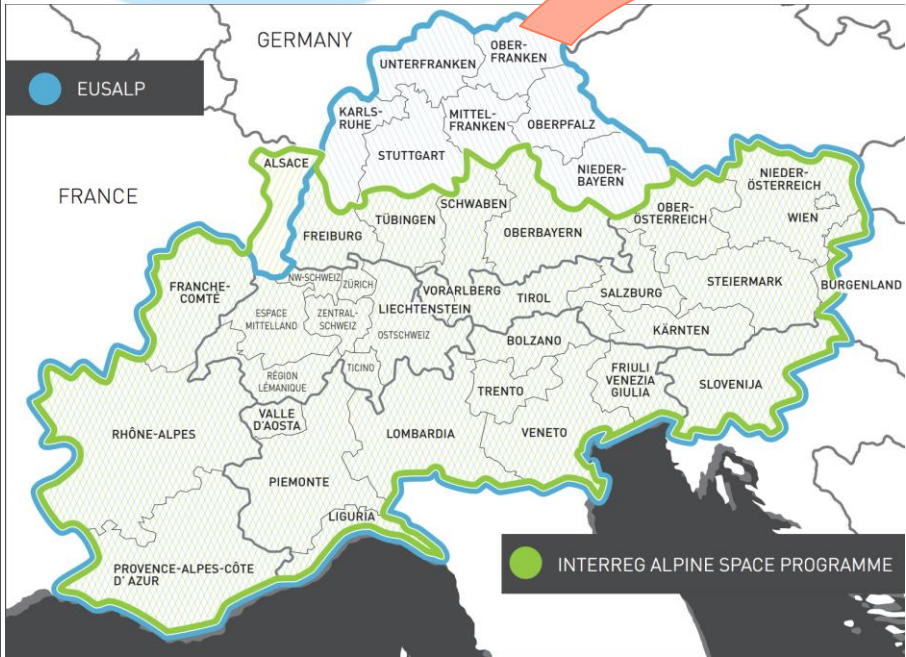 GERMANY
EUSALP
FRANCE
UNTERFRANKEN
OBER-
FRANKEN
KARLS-
RUHE
MITTEL-
FRANKEN
OBERPFALZ
STUTTGART
NIEDER-
BAYERN
ALSACE
FREIBURG
TÜBINGEN
SCHWABEN
OBERBAYERN
OBER-
ÖSTERREICH
NIEDER-
ÖSTERREICH
WIEN
FRANCHE-
COMTÉ
NW-SCHWEIZ
ZÜRICH
ESPACE
MITTELLAND
ZENTRAL-
SCHWEIZ
LIECHTENSTEIN
OSTSCHWEIZ
VORARLBERG
TIROL
SALZBURG
STEIERMARK
BURGENLAND
KÄRNTEN
BOLZANO
RÉGION
LÉMANIQUE
TICINO
TRENTO
FRIULI
VENEZIA
GIULIA
SLOVENIJA
RHÔNE-ALPES
VALLE
D'AOSTA
LOMBARDIA
VENETO
PIEMONTE
LIGURIA
PROVENCE-ALPES-CÔTE
D' AZUR
INTERREG ALPINE SPACE PROGRAMME